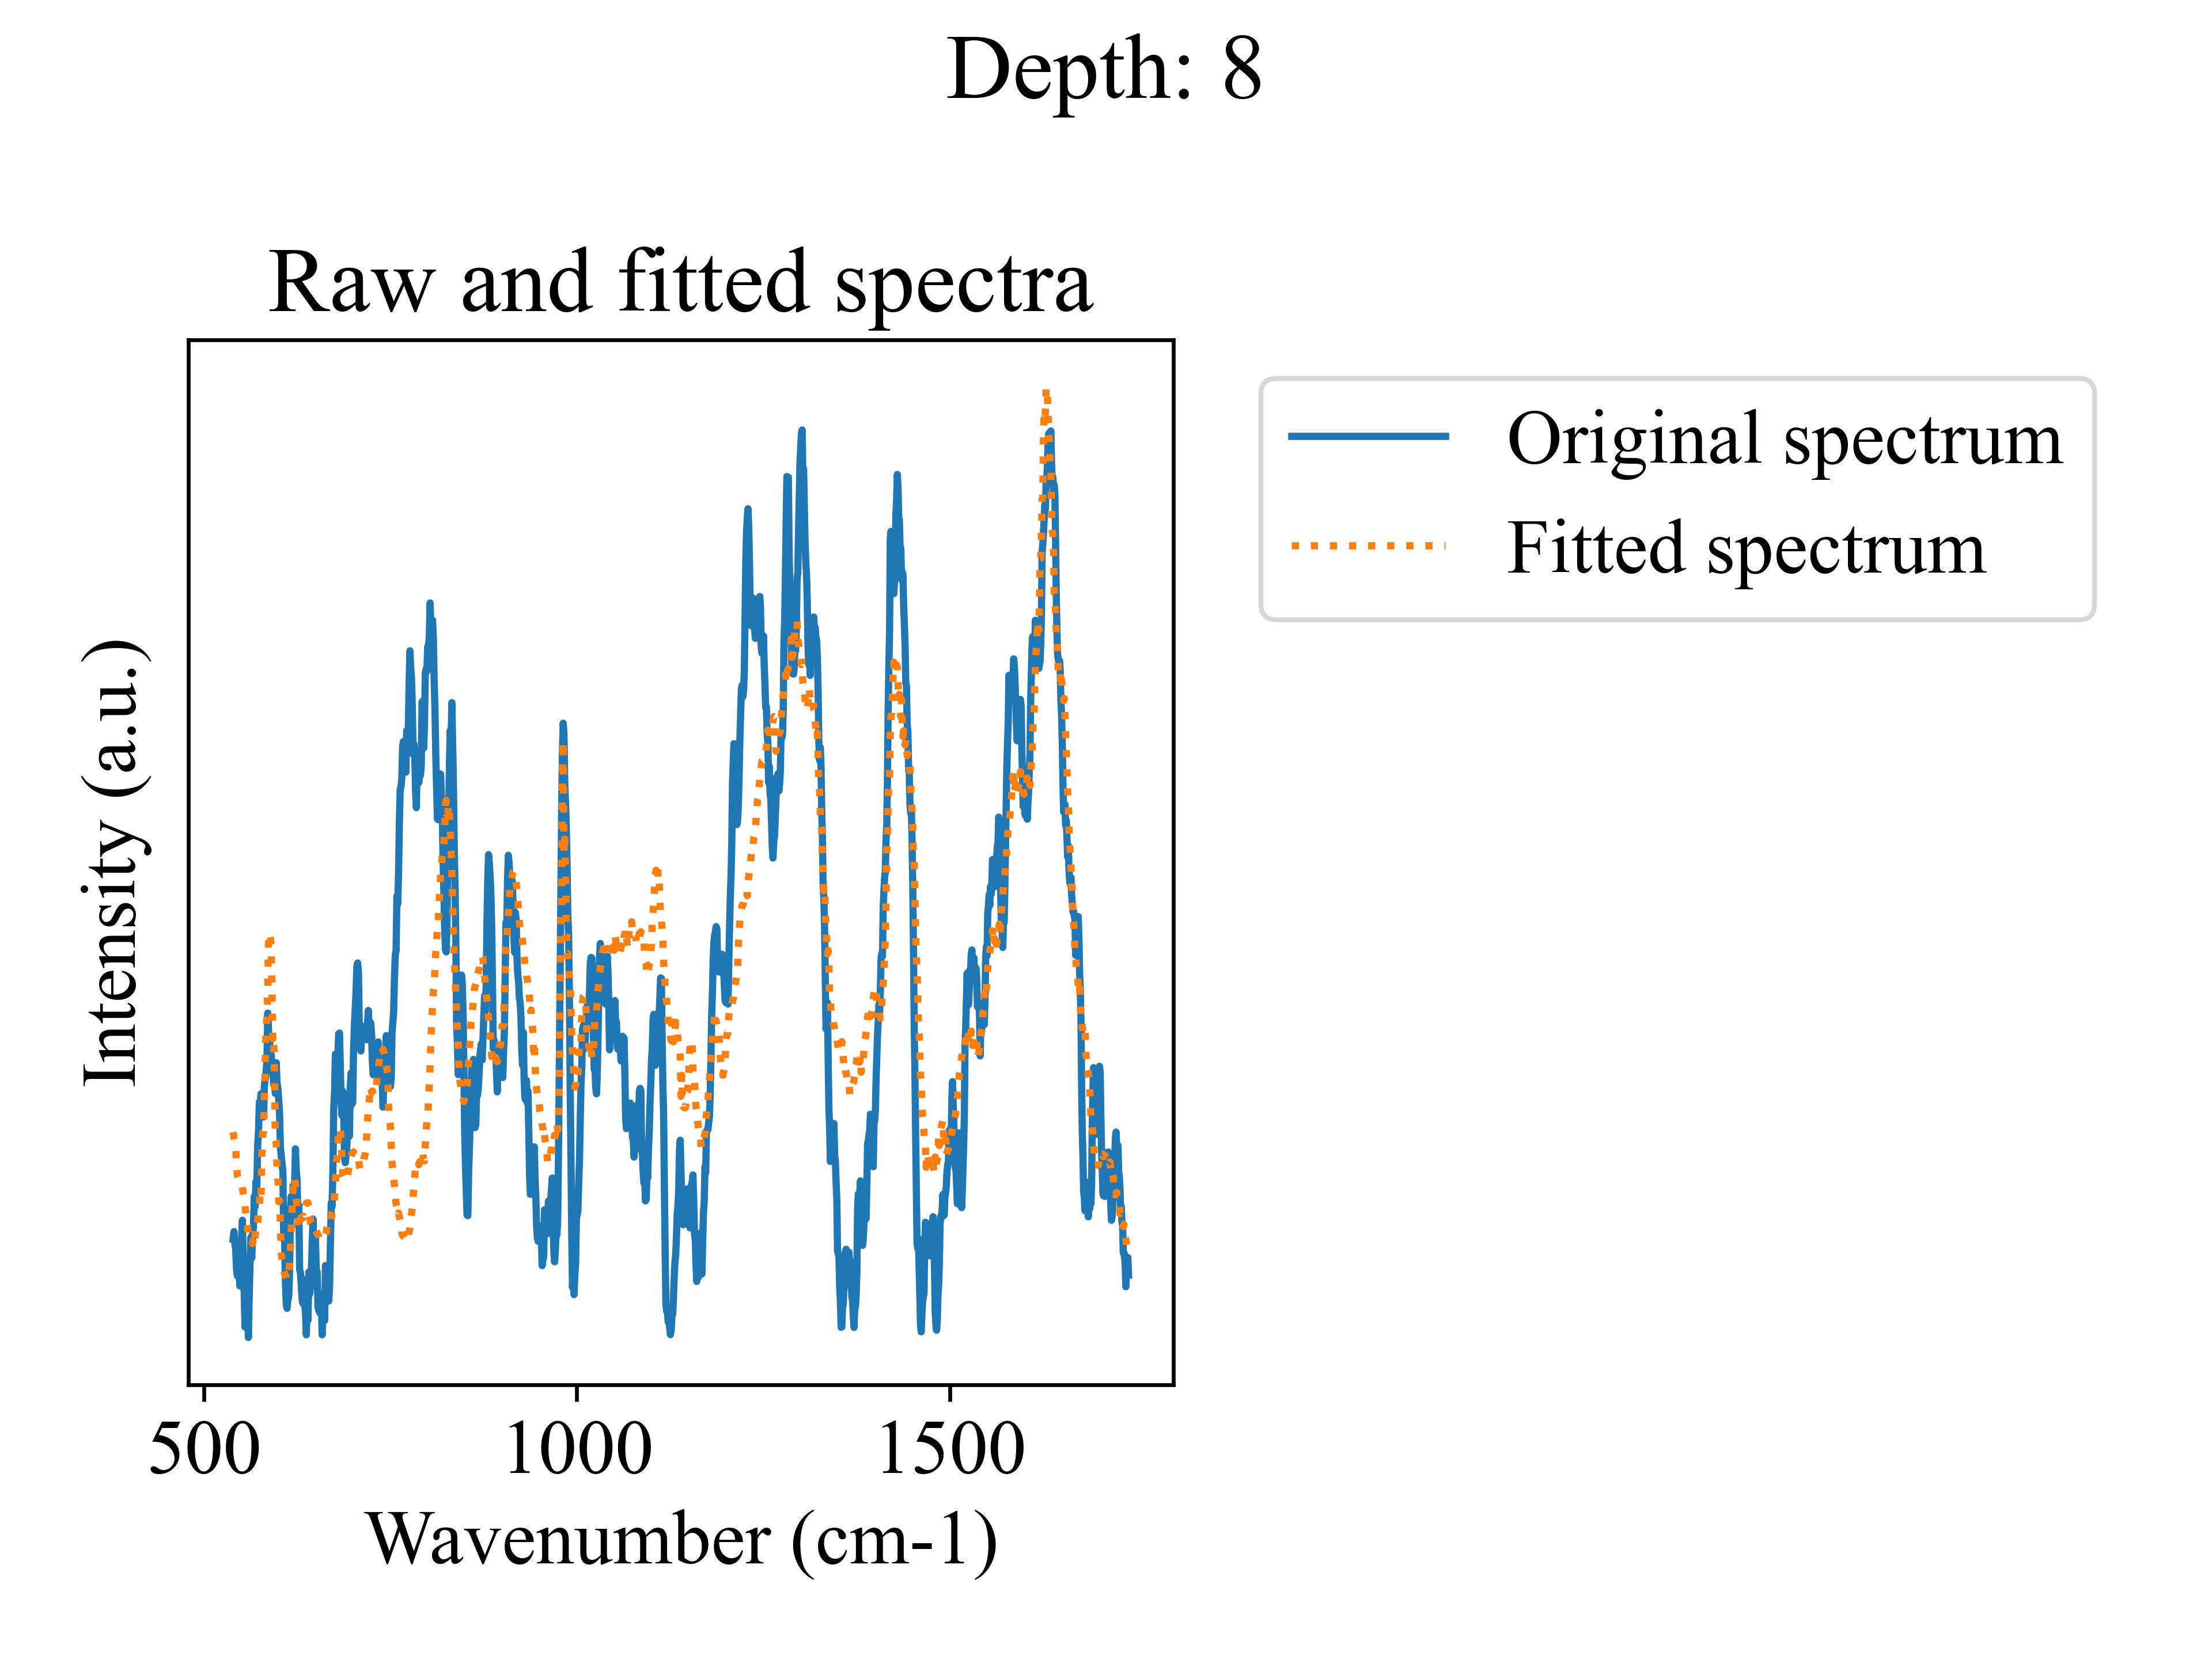 Depth: 8
Raw and fitted spectra
Original spectrum
Fitted spectrum
Intensity (a.u.)
500 1000 1500
Wavenumber (cm-1)